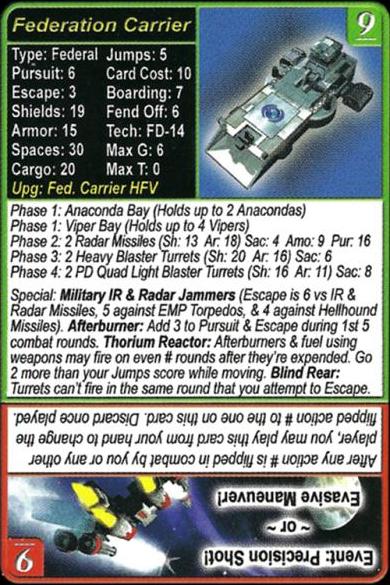 Federation Carrier
9
Type: Federal Jumps: 5
Pursuit: 6 Card Cost: 10
Escape: 3 Boarding: 7
Shields: 19 Fend Off: 6
Armor: 15 Tech: FD-14
Spaces: 30 Max G: 6
Cargo: 20 Max T: 0
Upg: Fed. Carrier HFV
Phase 1: Anaconda Bay (Holds up to 2 Anacondas)
Phase 1: Viper Bay (Holds up to 4 Vipers)
Phase 2: 2 Radar Missiles (Sh: 13 Ar: 18) Sac: 4 Amo: 9 Pur: 16
Phase 3: 2 Heavy Blaster Turrets (Sh: 20 Ar: 16) Sac: 6
Phase 4: 2 PD Quad Light Blaster Turrets (Sh: 16 Ar: 11) Sac: 8
Special: Military IR & Radar Jammers (Escape is 6 vs IR &
Radar Missiles, 5 against EMP Torpedos, & 4 against Hellhound
Missiles). Afterburner: Add 3 to Pursuit & Escape during 1st 5
combat rounds. Thorium Reactor: Afterburners & fuel using
weapons may fire on even # rounds after they're expended. Go
2 more than your Jumps score while moving. Blind Rear:
Turrets can't fire in the same round that you attempt to Escape.
9
Event: Precision Shot!
~ or ~
Evasive Maneuver!
After any action # is flipped in combat by you or any other
player, you may play this card from your hand to change the
flipped action # to the one on this card. Discard once played.